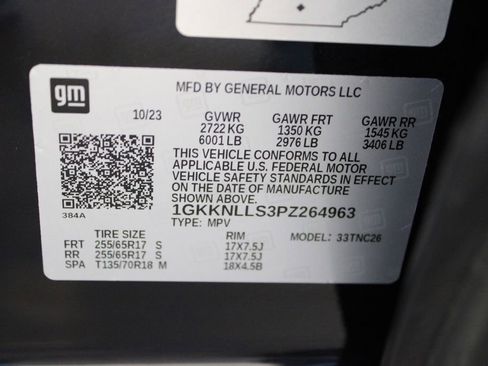 gm
MFD BY GENERAL MOTORS LLC
10/23 GVWR GAWR FRT GAWR RR
2722 KG 1350 KG 1545 KG
6001 LB 2976 LB 3406 LB
THIS VEHICLE CONFORMS TO ALL
APPLICABLE U.S. FEDERAL MOTOR
VEHICLE SAFETY STANDARDS IN EFFECT
ON THE DATE OF MANUFACTURE SHOWN ABOVE.
384A 1GKKNLLS3PZ264963
TYPE: MPV MODEL: 33TNC26
TIRE SIZE RIM
FRT 255/65R17 S 17X7.5J
RR 255/65R17 S 17X7.5J
SPA T135/70R18 M 18X4.5B